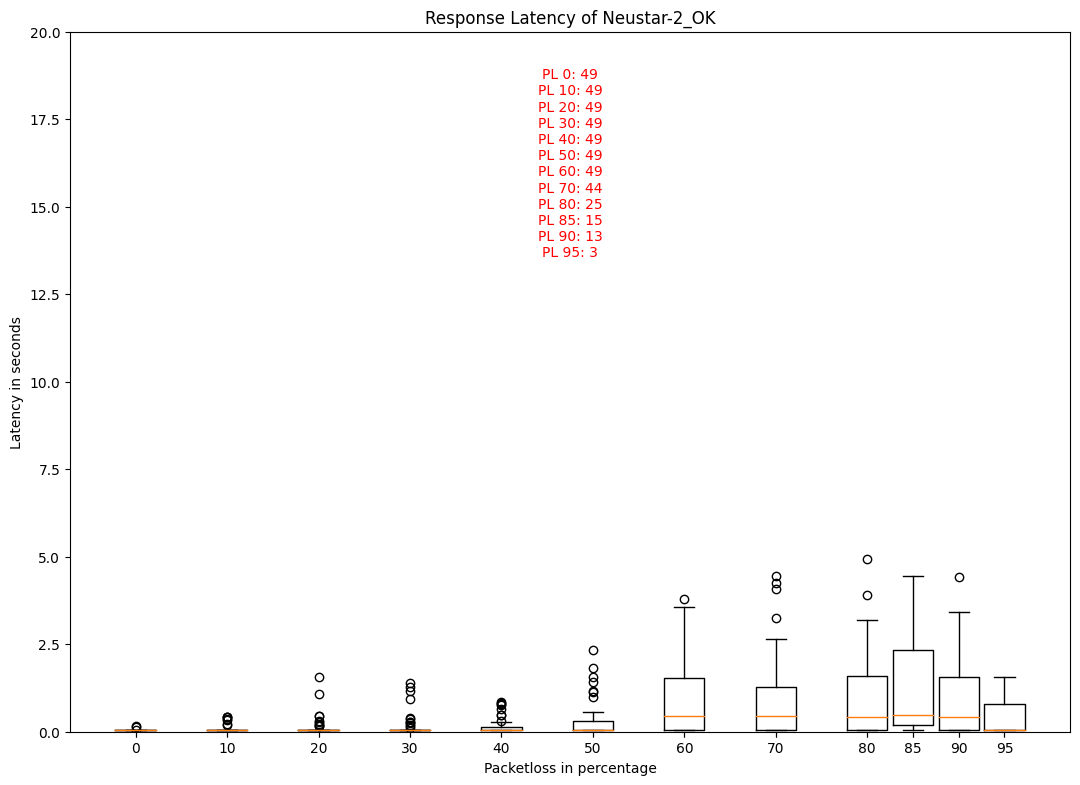 Response Latency of Neustar-2_OK
20.0
17.5
15.0
12.5
10.0
7.5
5.0
2.5
0.0
Latency in seconds
PL 0: 49
PL 10: 49
PL 20: 49
PL 30: 49
PL 40: 49
PL 50: 49
PL 60: 49
PL 70: 44
PL 80: 25
PL 85: 15
PL 90: 13
PL 95: 3
0 10 20 30 40 50 60 70 80 85 90 95
Packetloss in percentage